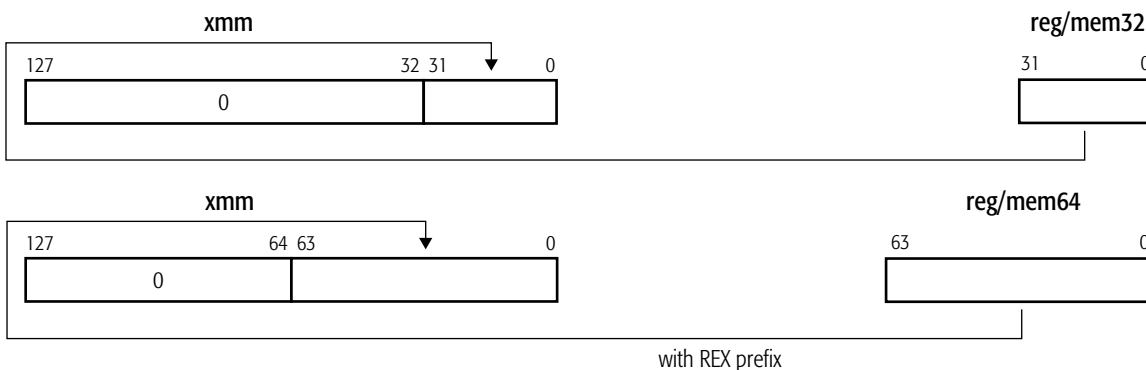 xmm reg/mem32
127 32 31 0 31 0
0
xmm reg/mem64
127 64 63 0 63 0
0
with REX prefix